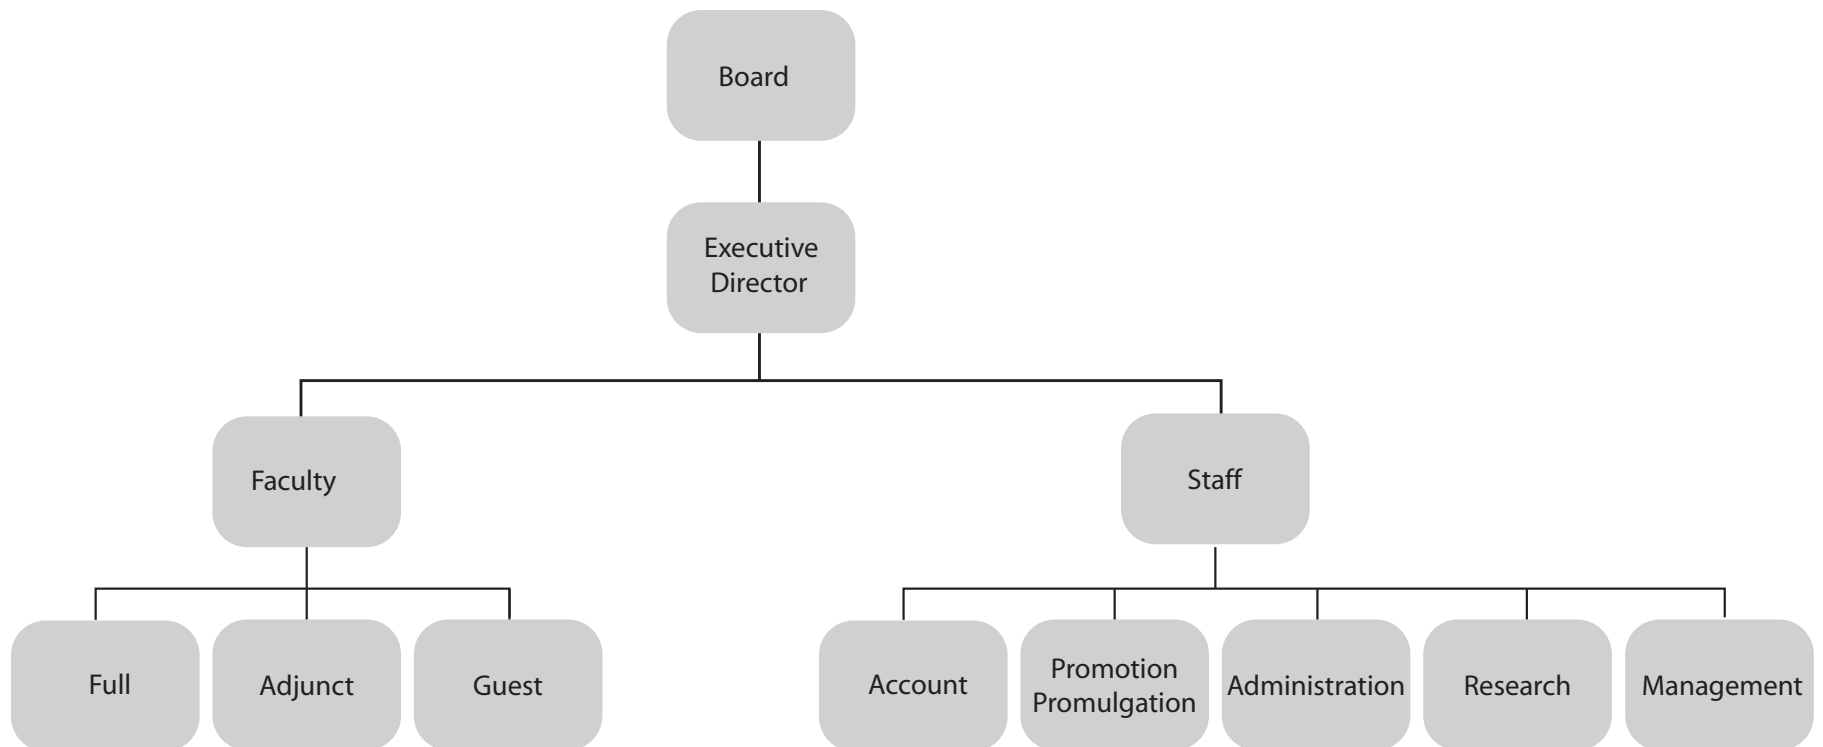 Board
Executive
Director
Faculty
Staff
Full
Adjunct
Guest
Account
Promotion
Promulgation
Administration
Research
Management